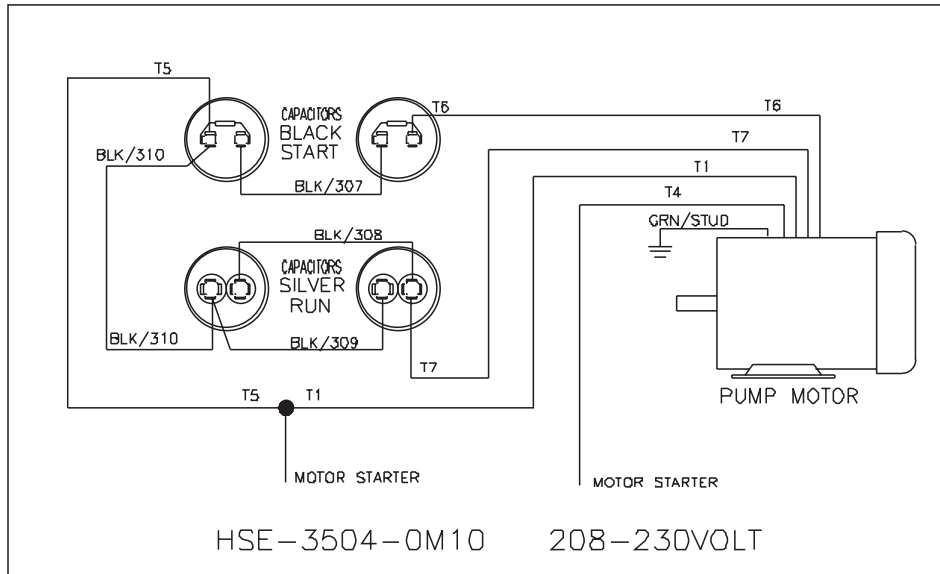 T5
CAPACITORS
BLACK
START
T6
T6
T7
T1
T4
BLK/310
BLK/307
GRN/STUD
BLK/308
CAPACITORS
SILVER
RUN
BLK/310
BLK/309
T7
T5
T1
PUMP MOTOR
MOTOR STARTER
MOTOR STARTER
HSE-3504-0M10
208-230VOLT